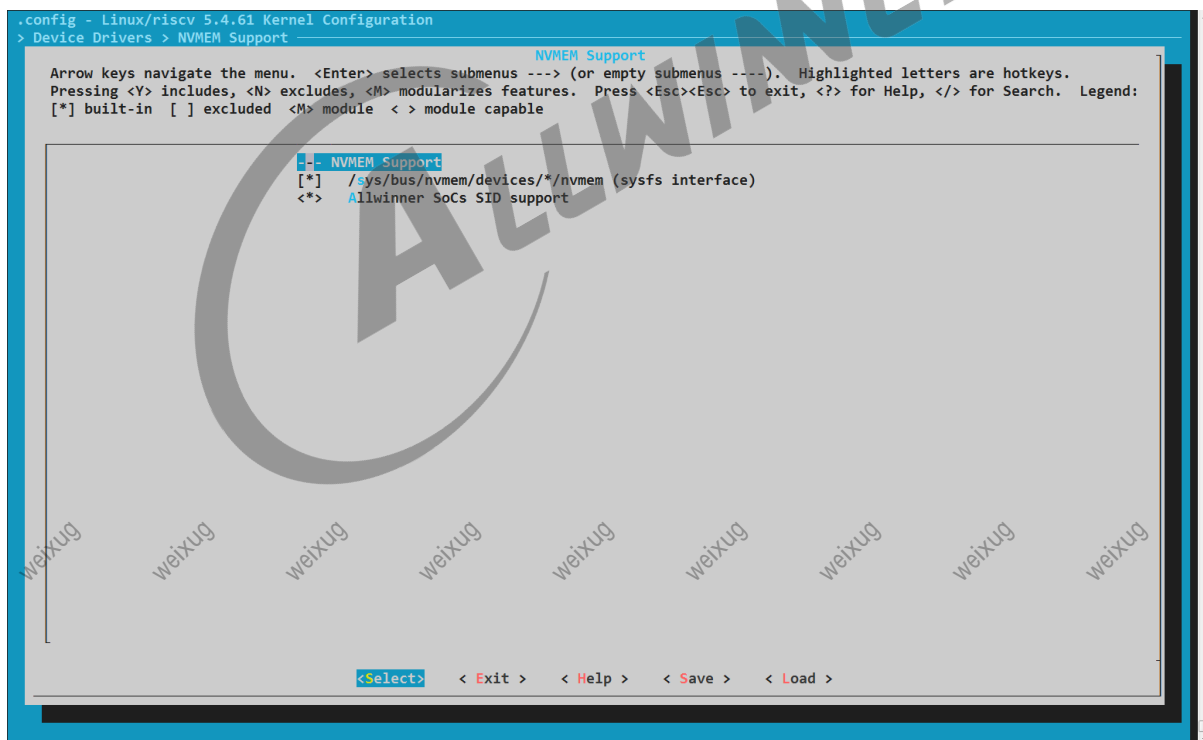 .config - Linux/riscv 5.4.61 Kernel Configuration
> Device Drivers > NVMEM Support
NVMEM Support
Arrow keys navigate the menu.  <Enter> selects submenus ---> (or empty submenus ----).  Highlighted letters are hotkeys.
Pressing <Y> includes, <N> excludes, <M> modularizes features.  Press <Esc><Esc> to exit, <?> for Help, </> for Search.  Legend:
[*] built-in  [ ] excluded  <M> module  < > module capable
--- NVMEM Support
[*]   /sys/bus/nvmem/devices/*/nvmem (sysfs interface)
<*>   Allwinner SoCs SID support
weixug weixug weixug weixug weixug weixug weixug weixug weixug
<Select>    < Exit >    < Help >    < Save >    < Load >